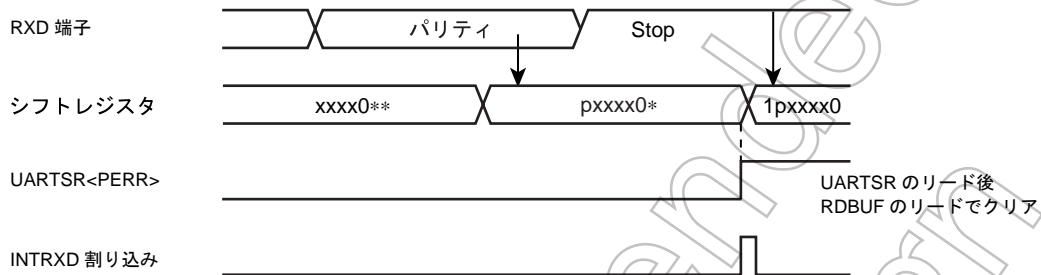 RXD 端子
パリティ
Stop
シフトレジスタ
xxxx0**
pxxxx0*
1pxxxx0
UARTSR<PERR>
UARTSR のリード後
RDBUF のリードでクリア
INTRXD 割り込み